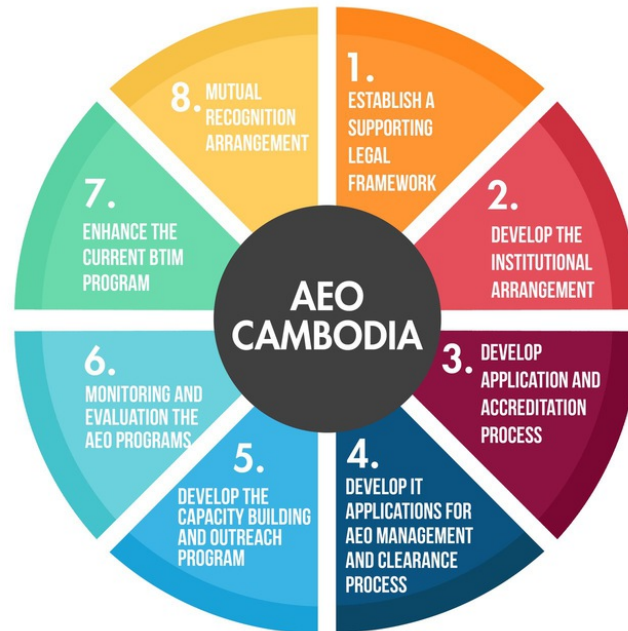 AEO
CAMBODIA
1.
ESTABLISH A
SUPPORTING
LEGAL
FRAMEWORK
2.
DEVELOP THE
INSTITUTIONAL
ARRANGEMENT
3. DEVELOP
APPLICATION AND
ACCREDITATION
PROCESS
4.
DEVELOP IT
APPLICATIONS FOR
AEO MANAGEMENT
AND CLEARANCE
PROCESS
5.
DEVELOP THE
CAPACITY BUILDING
AND OUTREACH
PROGRAM
6.
MONITORING AND
EVALUATION THE
AEO PROGRAMS
7.
ENHANCE THE
CURRENT BTIM
PROGRAM
8. MUTUAL
RECOGNITION
ARRANGEMENT